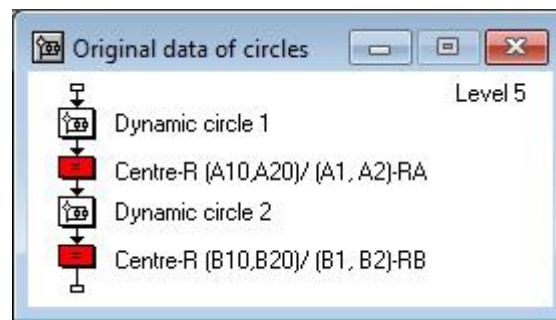 Original data of circles
Level 5
Dynamic circle 1
Centre-R (A10,A20)/ (A1, A2)-RA
Dynamic circle 2
Centre-R (B10,B20)/ (B1, B2)-RB